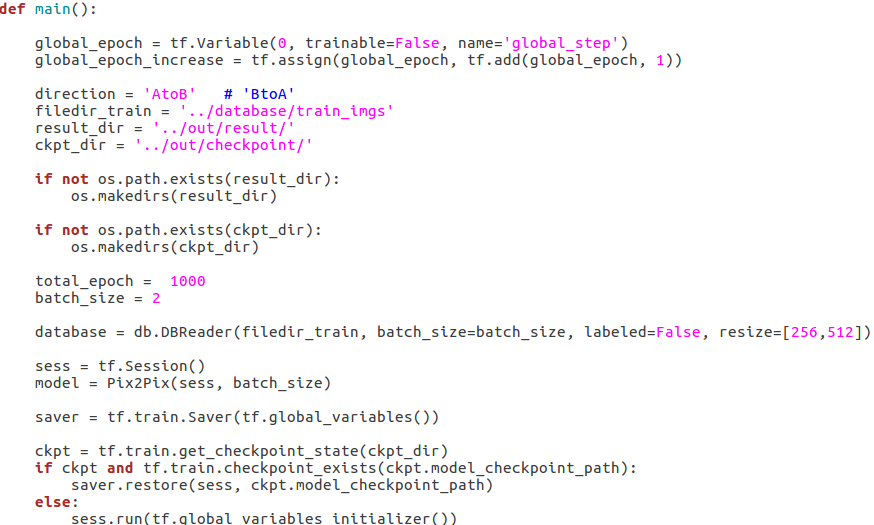 def main():
    global_epoch = tf.Variable(0, trainable=False, name='global_step')
    global_epoch_increase = tf.assign(global_epoch, tf.add(global_epoch, 1))
    direction = 'AtoB'   # 'BtoA'
    filedir_train = '../database/train_imgs'
    result_dir = '../out/result/'
    ckpt_dir = '../out/checkpoint/'
    if not os.path.exists(result_dir):
        os.makedirs(result_dir)
    if not os.path.exists(ckpt_dir):
        os.makedirs(ckpt_dir)
    total_epoch =  1000
    batch_size = 2
    database = db.DBReader(filedir_train, batch_size=batch_size, labeled=False, resize=[256,512])
    sess = tf.Session()
    model = Pix2Pix(sess, batch_size)
    saver = tf.train.Saver(tf.global_variables())
    ckpt = tf.train.get_checkpoint_state(ckpt_dir)
    if ckpt and tf.train.checkpoint_exists(ckpt.model_checkpoint_path):
        saver.restore(sess, ckpt.model_checkpoint_path)
    else:
        sess.run(tf.global_variables_initializer())